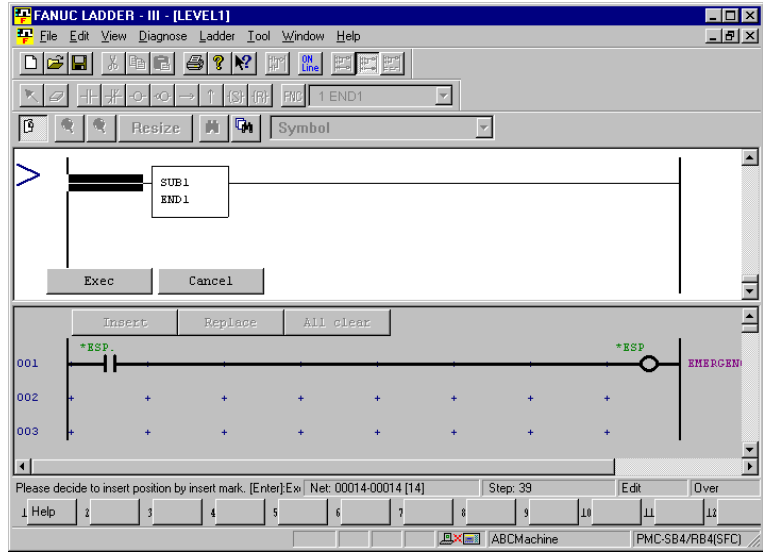 FANUC LADDER - III - [LEVEL1]
File Edit View Diagnose Ladder Tool Window Help
ON Line
(S) (R) FNC 1 END1
Resize Symbol
>
SUB1
END1
Exec Cancel
Insert Replace All clear
*ESP. *ESP
001 EMERGEN
002
003
Please decide to insert position by insert mark. [Enter]:Ex Net: 00014-00014 [14] Step: 39 Edit Over
1 Help 2 3 4 5 6 7 8 9 10 11 12
ABCMachine PMC-SB4/RB4(SFC)